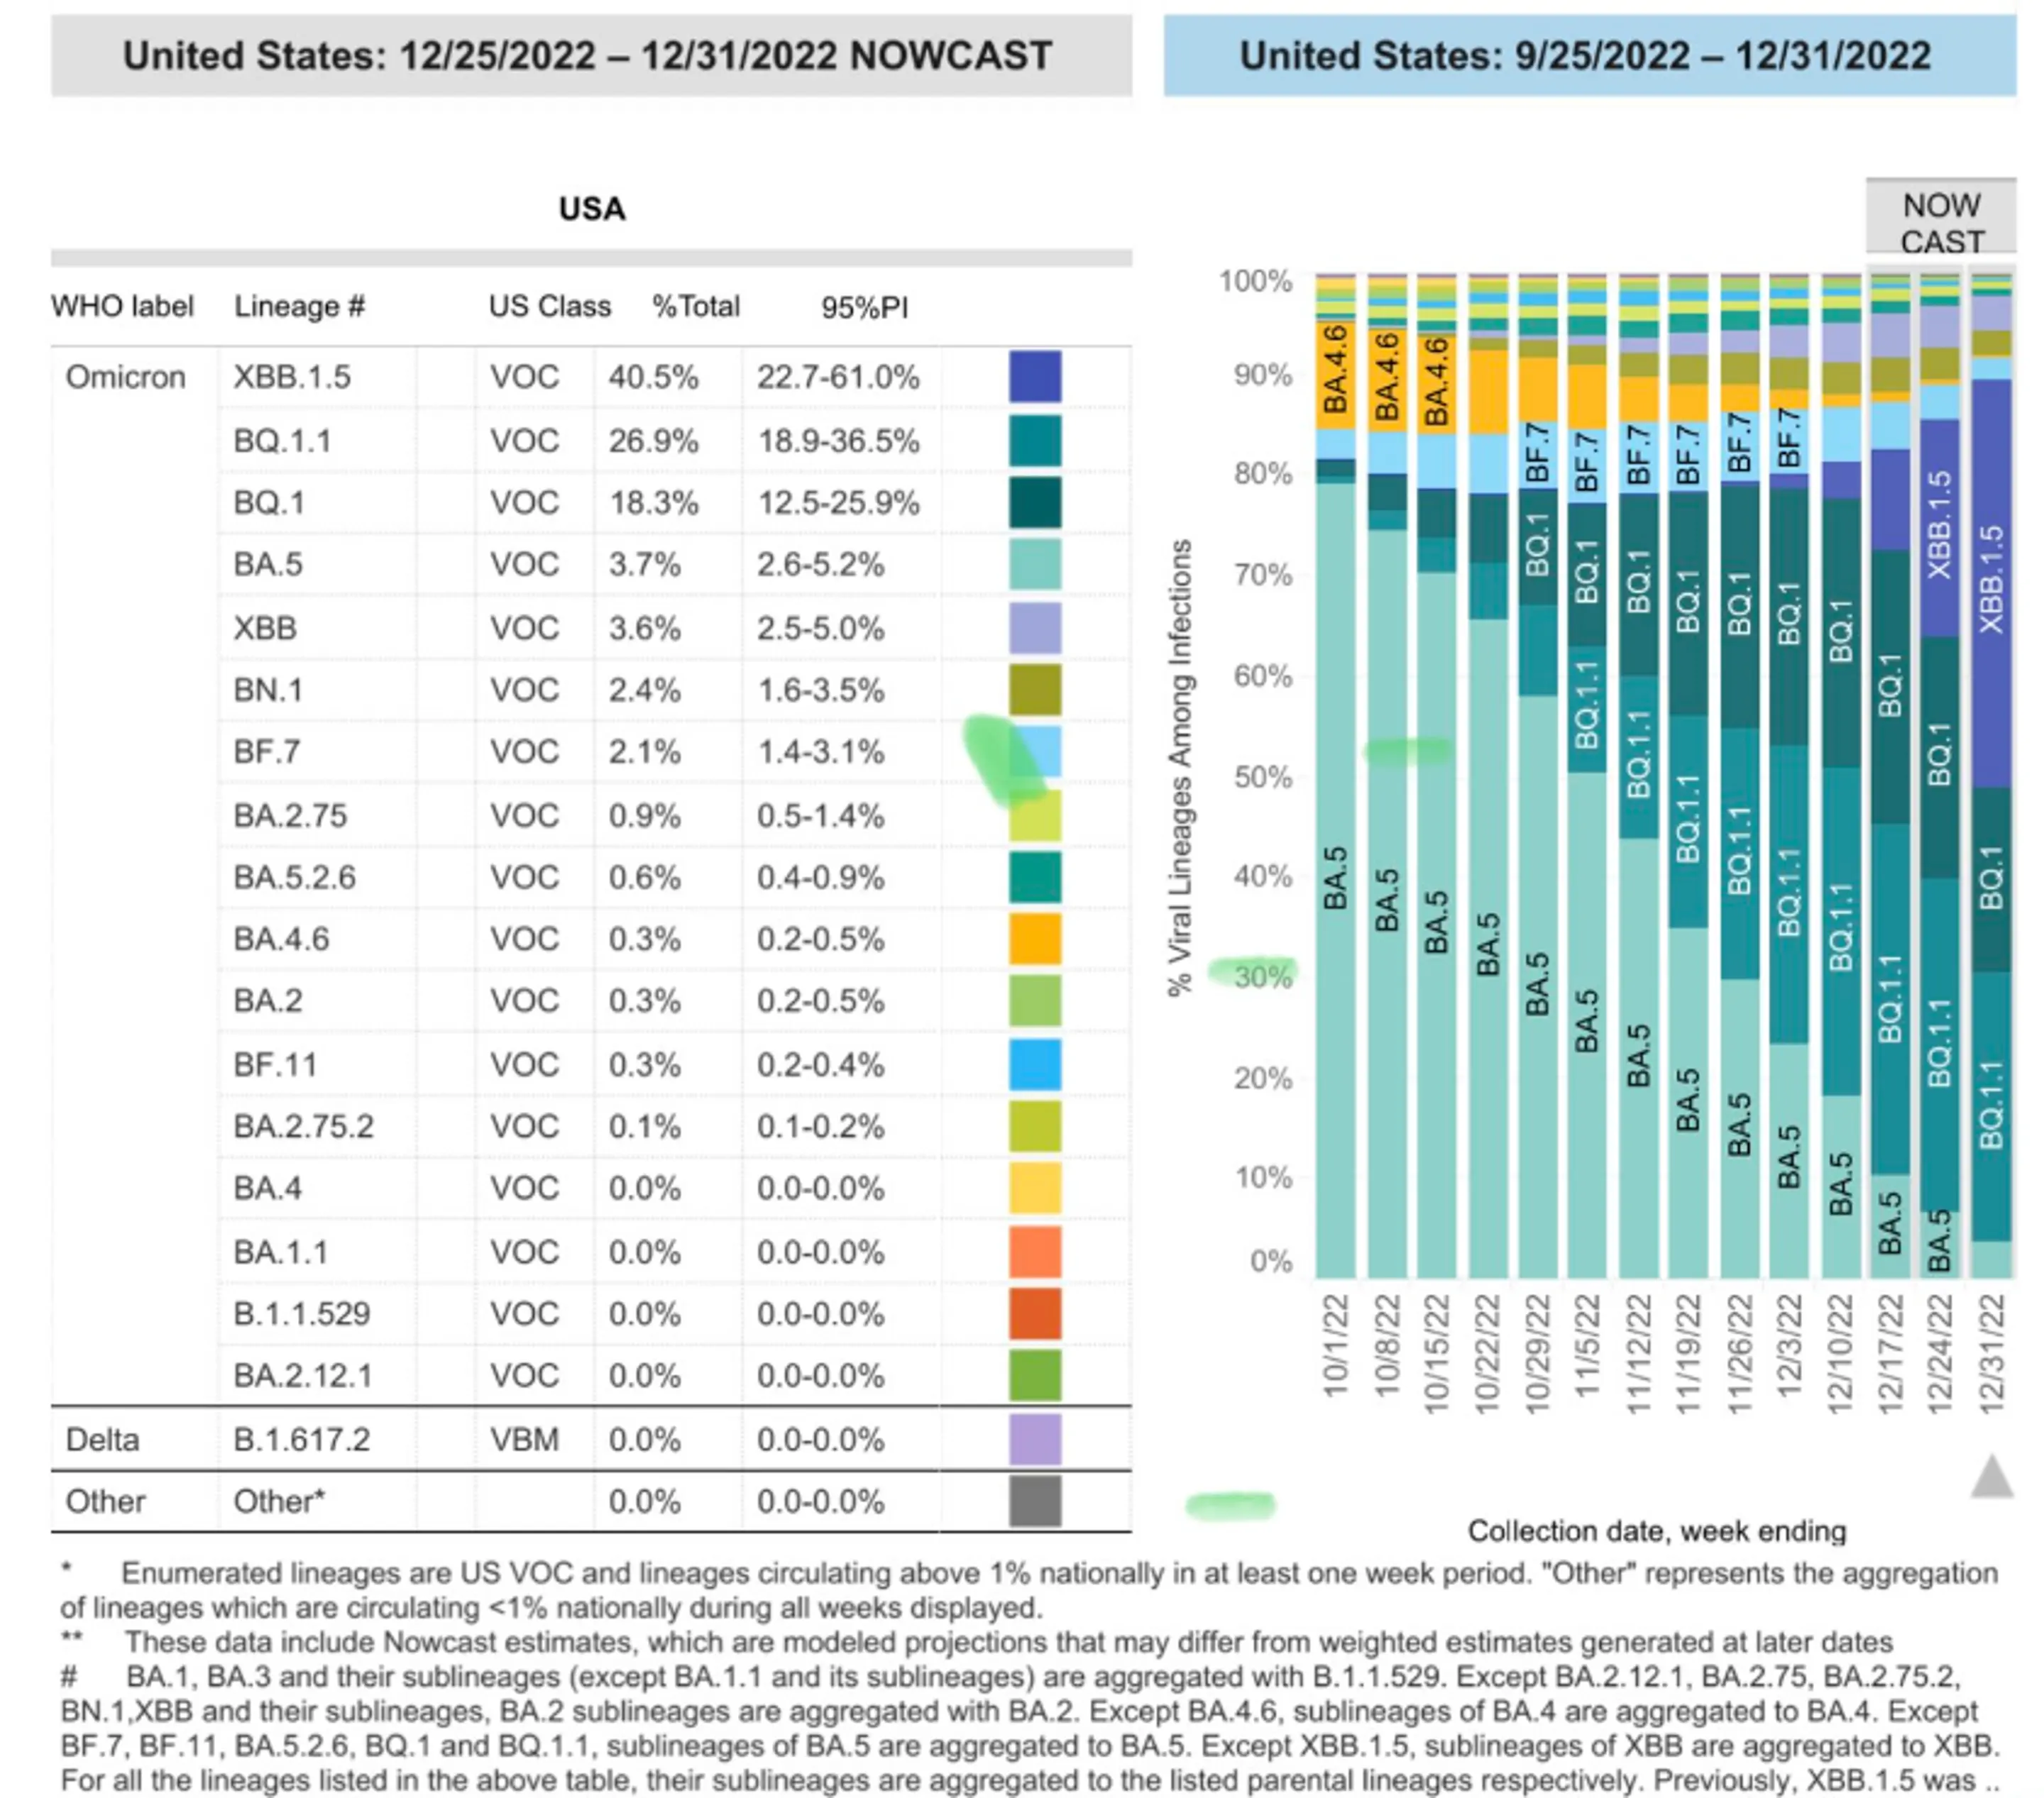 United States: 12/25/2022 – 12/31/2022 NOWCAST
USA
WHO label Lineage # US Class %Total 95%PI
Omicron XBB.1.5 VOC 40.5% 22.7-61.0%
BQ.1.1 VOC 26.9% 18.9-36.5%
BQ.1 VOC 18.3% 12.5-25.9%
BA.5 VOC 3.7% 2.6-5.2%
XBB VOC 3.6% 2.5-5.0%
BN.1 VOC 2.4% 1.6-3.5%
BF.7 VOC 2.1% 1.4-3.1%
BA.2.75 VOC 0.9% 0.5-1.4%
BA.5.2.6 VOC 0.6% 0.4-0.9%
BA.4.6 VOC 0.3% 0.2-0.5%
BA.2 VOC 0.3% 0.2-0.5%
BF.11 VOC 0.3% 0.2-0.4%
BA.2.75.2 VOC 0.1% 0.1-0.2%
BA.4 VOC 0.0% 0.0-0.0%
BA.1.1 VOC 0.0% 0.0-0.0%
B.1.1.529 VOC 0.0% 0.0-0.0%
BA.2.12.1 VOC 0.0% 0.0-0.0%
Delta B.1.617.2 VBM 0.0% 0.0-0.0%
Other Other* 0.0% 0.0-0.0%
United States: 9/25/2022 – 12/31/2022
NOW
CAST
% Viral Lineages Among Infections
100%
90%
80%
70%
60%
50%
40%
30%
20%
10%
0%
BA.4.6 BA.5
BA.4.6 BA.5
BA.4.6 BA.5
BA.5
BF.7 BQ.1 BA.5
BF.7 BQ.1 BQ.1.1 BA.5
BF.7 BQ.1 BQ.1.1 BA.5
BF.7 BQ.1 BQ.1.1 BA.5
BF.7 BQ.1 BQ.1.1 BA.5
BF.7 BQ.1 BQ.1.1 BA.5
BQ.1 BQ.1.1 BA.5
BQ.1 BQ.1.1 BA.5
XBB.1.5 BQ.1 BQ.1.1 BA.5
XBB.1.5 BQ.1 BQ.1.1
10/1/22 10/8/22 10/15/22 10/22/22 10/29/22 11/5/22 11/12/22 11/19/22 11/26/22 12/3/22 12/10/22 12/17/22 12/24/22 12/31/22
Collection date, week ending
* Enumerated lineages are US VOC and lineages circulating above 1% nationally in at least one week period. "Other" represents the aggregation
of lineages which are circulating <1% nationally during all weeks displayed.
** These data include Nowcast estimates, which are modeled projections that may differ from weighted estimates generated at later dates
# BA.1, BA.3 and their sublineages (except BA.1.1 and its sublineages) are aggregated with B.1.1.529. Except BA.2.12.1, BA.2.75, BA.2.75.2,
BN.1,XBB and their sublineages, BA.2 sublineages are aggregated with BA.2. Except BA.4.6, sublineages of BA.4 are aggregated to BA.4. Except
BF.7, BF.11, BA.5.2.6, BQ.1 and BQ.1.1, sublineages of BA.5 are aggregated to BA.5. Except XBB.1.5, sublineages of XBB are aggregated to XBB.
For all the lineages listed in the above table, their sublineages are aggregated to the listed parental lineages respectively. Previously, XBB.1.5 was ..